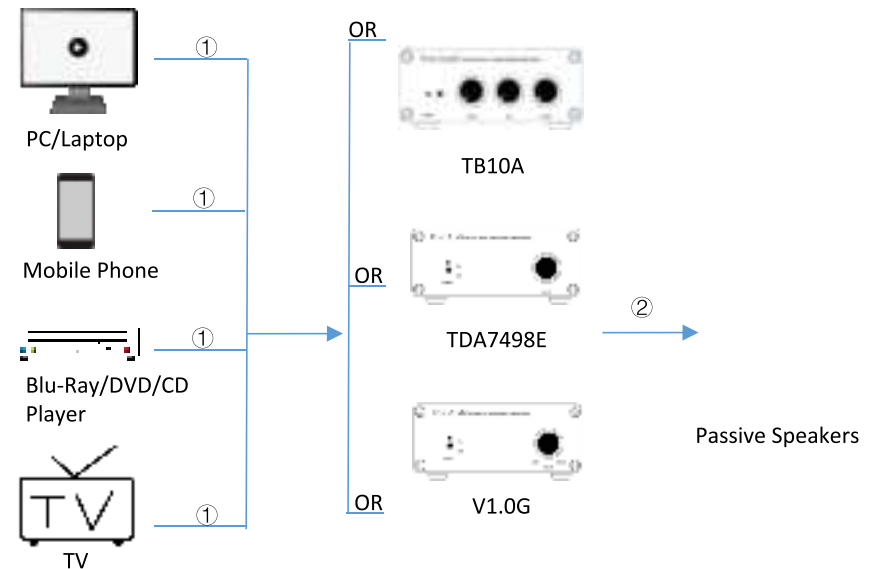 ①
OR
PC/Laptop
TB10A
①
Mobile Phone
OR
①
TDA7498E
②
Blu-Ray/DVD/CD
Player
Passive Speakers
①
TV
OR
V1.0G
TV